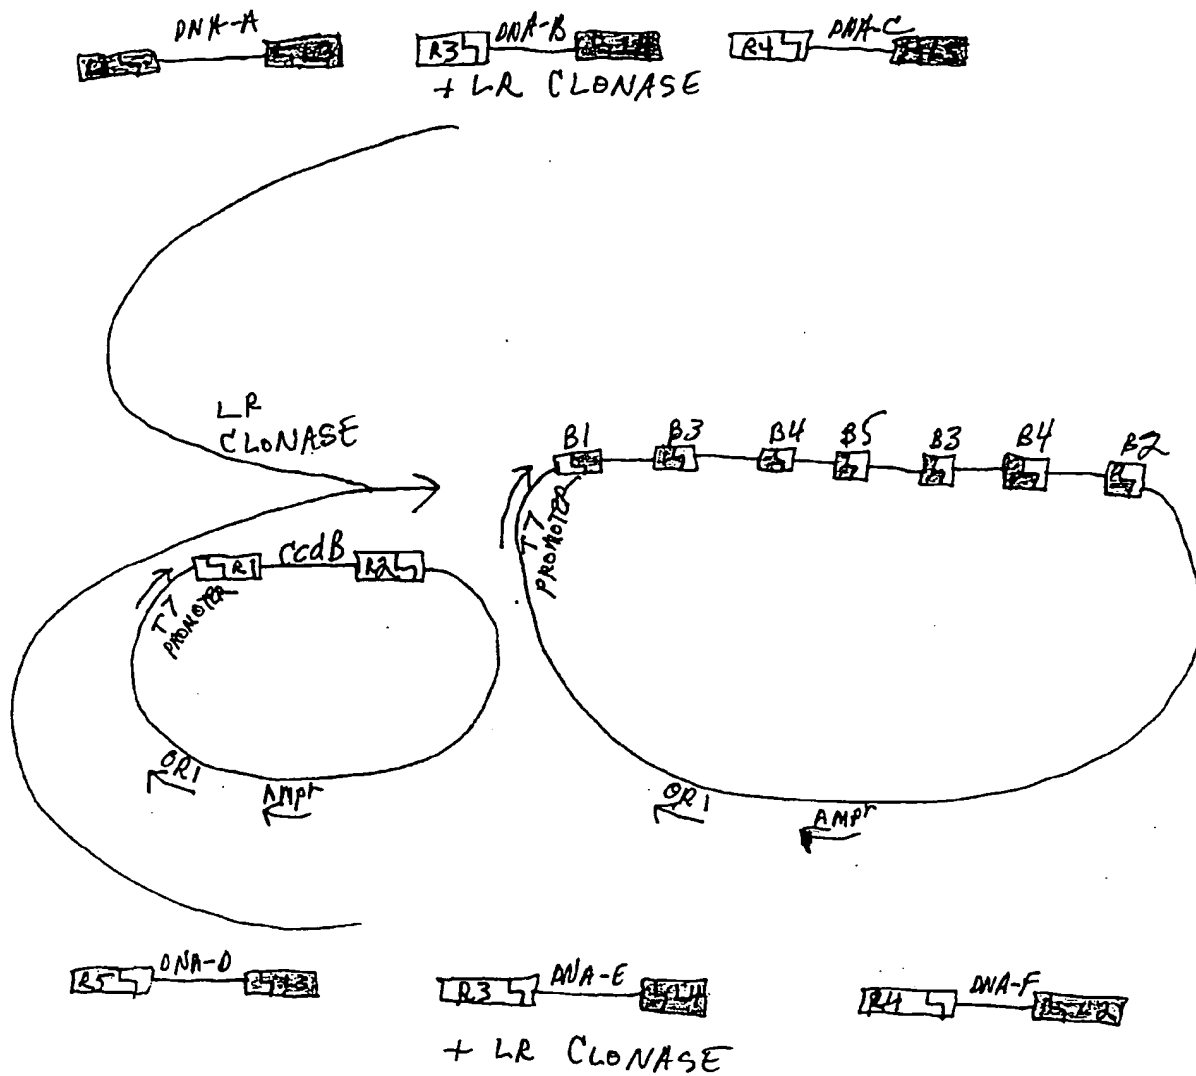 DNA-A
DNA-B
DNA-C
R3
R4
+ LR CLONASE
LR
CLONASE
B1 B3 B4 B5 B3 B4 B2
T7
PROMOTER
R1
ccdB
R2
T7
PROMOTER
ORI
AMPr
ORI
AMPr
DNA-D
DNA-E
DNA-F
R5
R3
R4
+ LR CLONASE